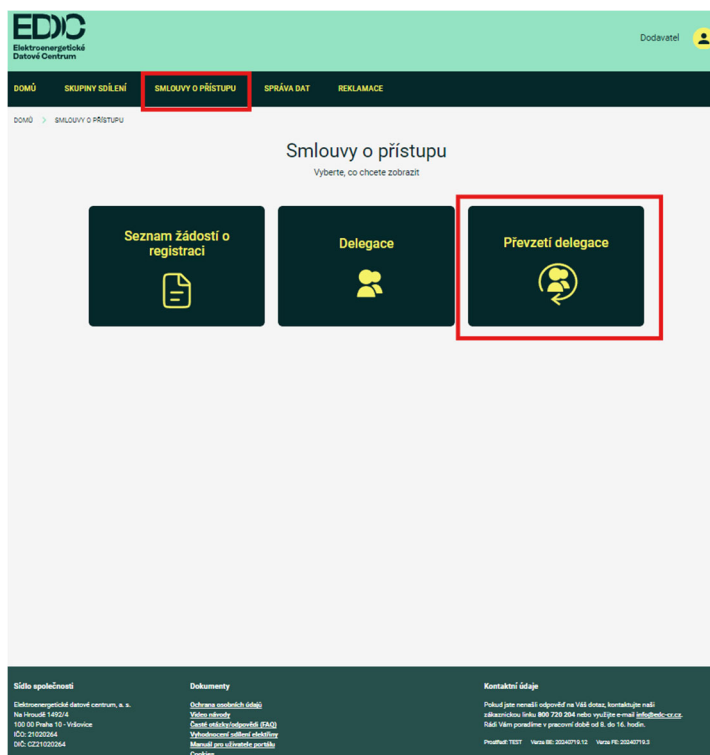 EDC
Elektroenergetické
Datové Centrum
Dodavatel
DOMŮ SKUPINY SDÍLENÍ SMLOUVY O PŘÍSTUPU SPRÁVA DAT REKLAMACE
DOMŮ > SMLOUVY O PŘÍSTUPU
Smlouvy o přístupu
Vyberte, co chcete zobrazit
Seznam žádostí o
registraci
Delegace
Převzetí delegace
Sídlo společnosti
Elektroenergetické datové centrum, a. s.
Na Hroudě 1492/4
100 00 Praha 10 - Vršovice
IČO: 21020264
DIČ: CZ21020264
Dokumenty
Ochrana osobních údajů
Video návody
Časté otázky/odpovědi (FAQ)
Vyhodnocení sdílení elektřiny
Manuál pro uživatele portálu
Cookies
Kontaktní údaje
Pokud jste nenašli odpověď na Váš dotaz, kontaktujte naši
zákaznickou linku 800 720 204 nebo využijte e-mail info@edc-cr.cz.
Rádi Vám poradíme v pracovní době od 8. do 16. hodin.
Prostředí: TEST Verze BE: 20240719.12 Verze FE: 20240719.3